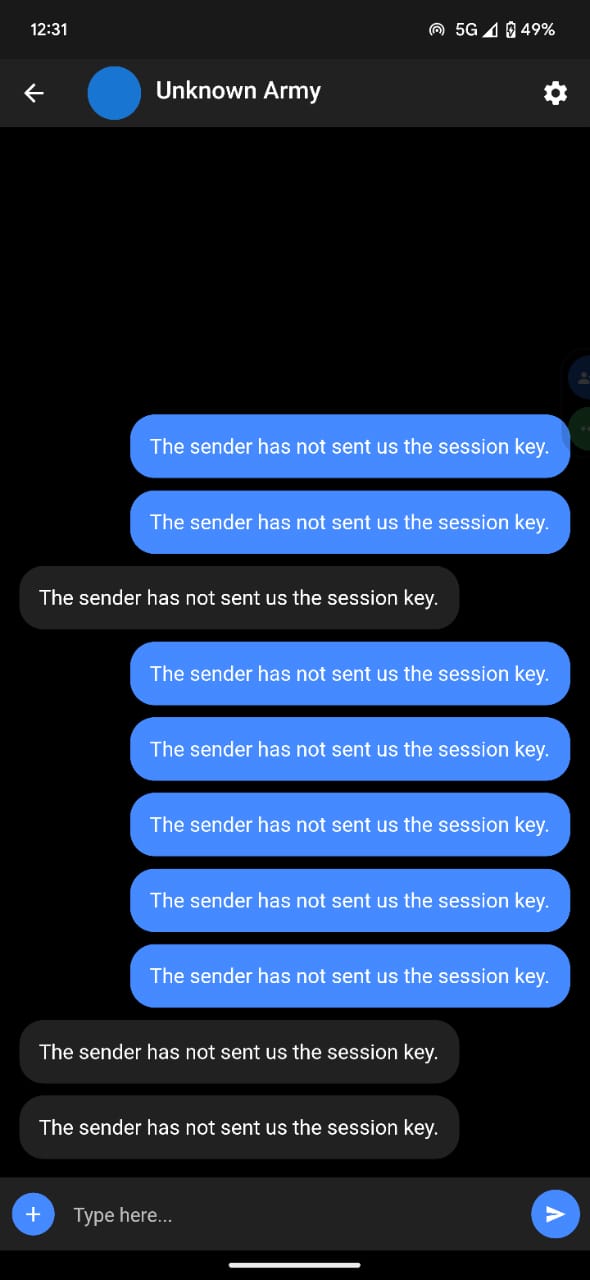 12:31 5G 49%
Unknown Army
The sender has not sent us the session key.
The sender has not sent us the session key.
The sender has not sent us the session key.
The sender has not sent us the session key.
The sender has not sent us the session key.
The sender has not sent us the session key.
The sender has not sent us the session key.
The sender has not sent us the session key.
The sender has not sent us the session key.
The sender has not sent us the session key.
Type here...